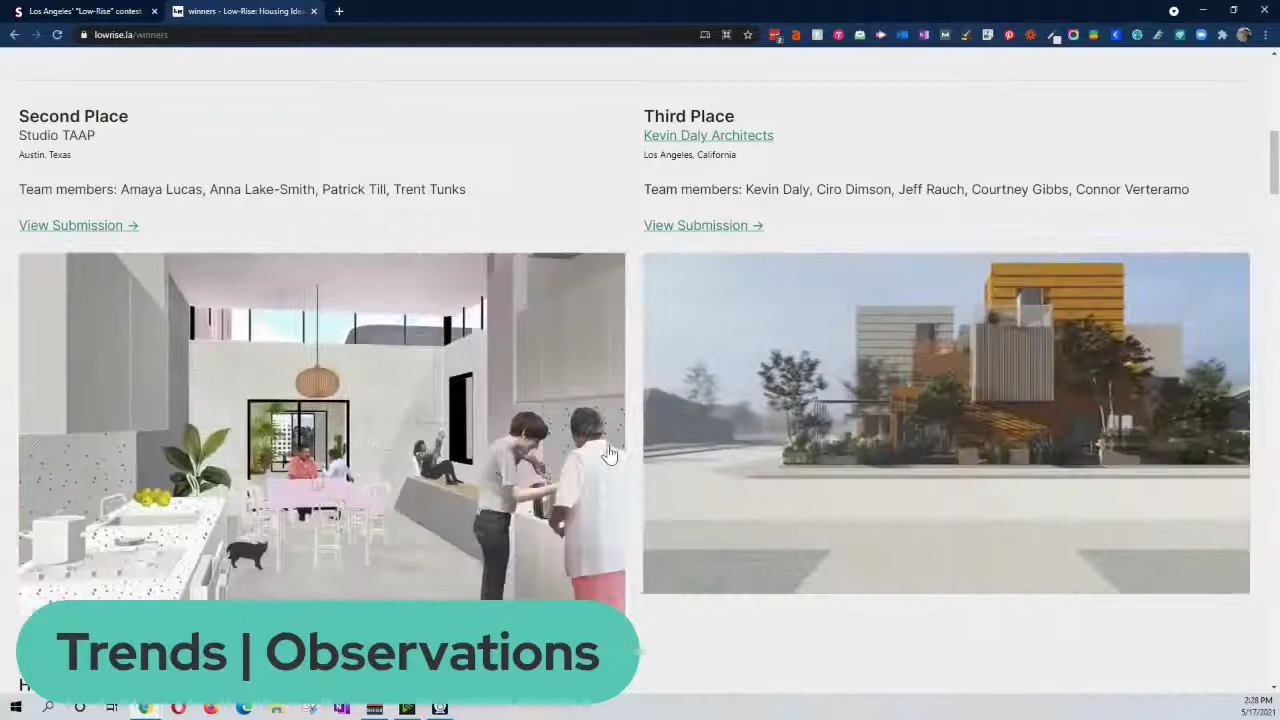 Los Angeles' "Low-Rise" contest
winners - Low-Rise: Housing Idea
lowrise.la/winners
Second Place
Studio TAAP
Austin, Texas
Team members: Amaya Lucas, Anna Lake-Smith, Patrick Till, Trent Tunks
View Submission →
Third Place
Kevin Daly Architects
Los Angeles, California
Team members: Kevin Daly, Ciro Dimson, Jeff Rauch, Courtney Gibbs, Connor Verteramo
View Submission →
Trends | Observations
2:28 PM
5/17/2021